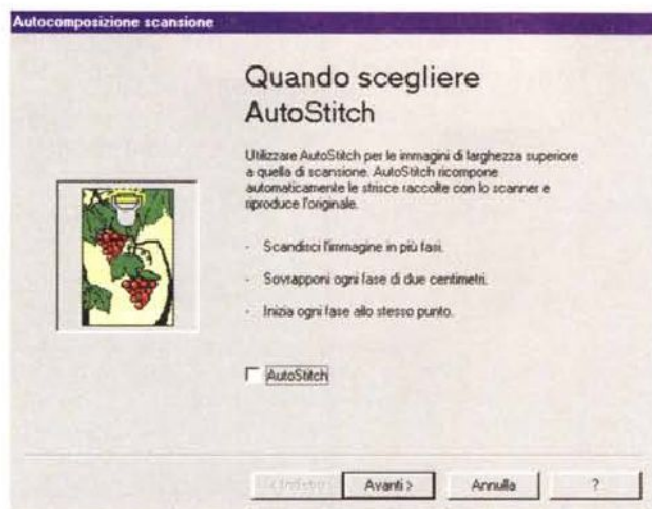 Autocomposizione scansione
Quando scegliere
AutoStitch
Utilizzare AutoStitch per le immagini di larghezza superiore
a quella di scansione. AutoStitch ricompone
automaticamente le strisce raccolte con lo scanner e
riproduce l'originale.
- Scandisci l'immagine in più fasi.
- Sovrapponi ogni fase di due centimetri.
- Inizia ogni fase allo stesso punto.
AutoStitch
< Indietro Avanti > Annulla ?